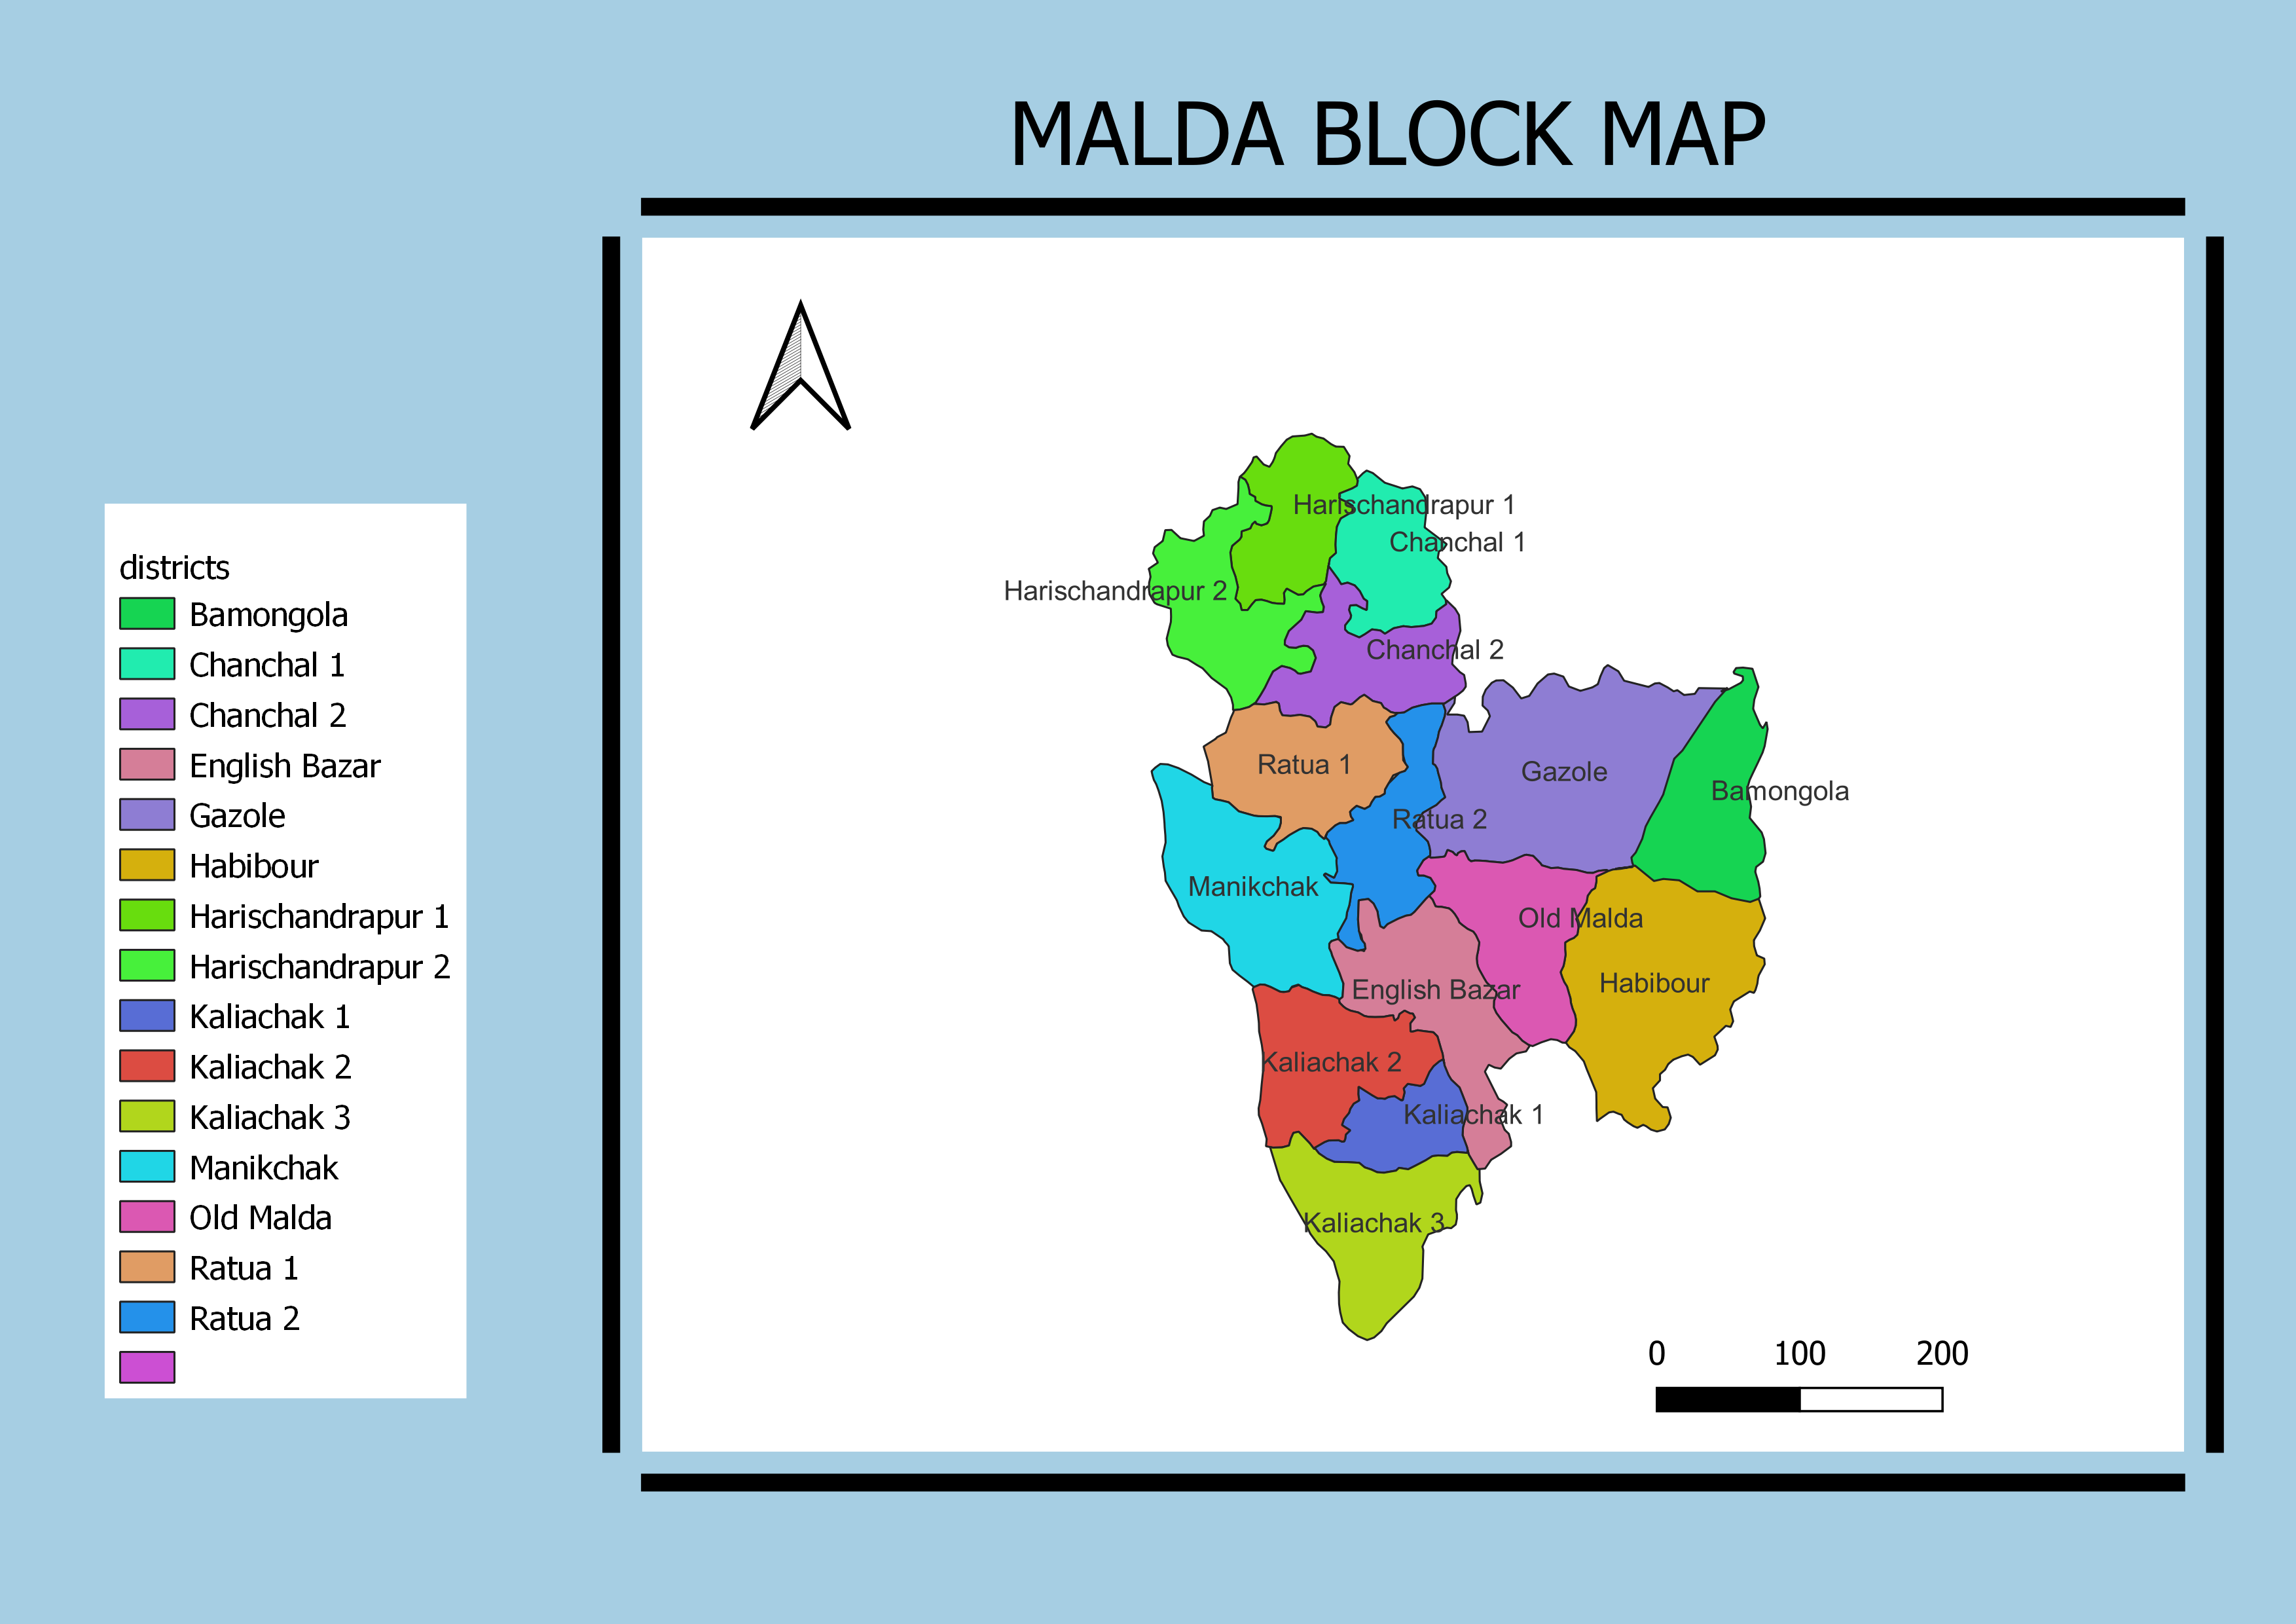 MALDA BLOCK MAP
districts
Bamongola
Chanchal 1
Chanchal 2
English Bazar
Gazole
Habibour
Harischandrapur 1
Harischandrapur 2
Kaliachak 1
Kaliachak 2
Kaliachak 3
Manikchak
Old Malda
Ratua 1
Ratua 2
Harischandrapur 1
Chanchal 1
Harischandrapur 2
Chanchal 2
Ratua 1
Gazole
Bamongola
Ratua 2
Manikchak
Old Malda
Habibour
English Bazar
Kaliachak 2
Kaliachak 1
Kaliachak 3
0 100 200